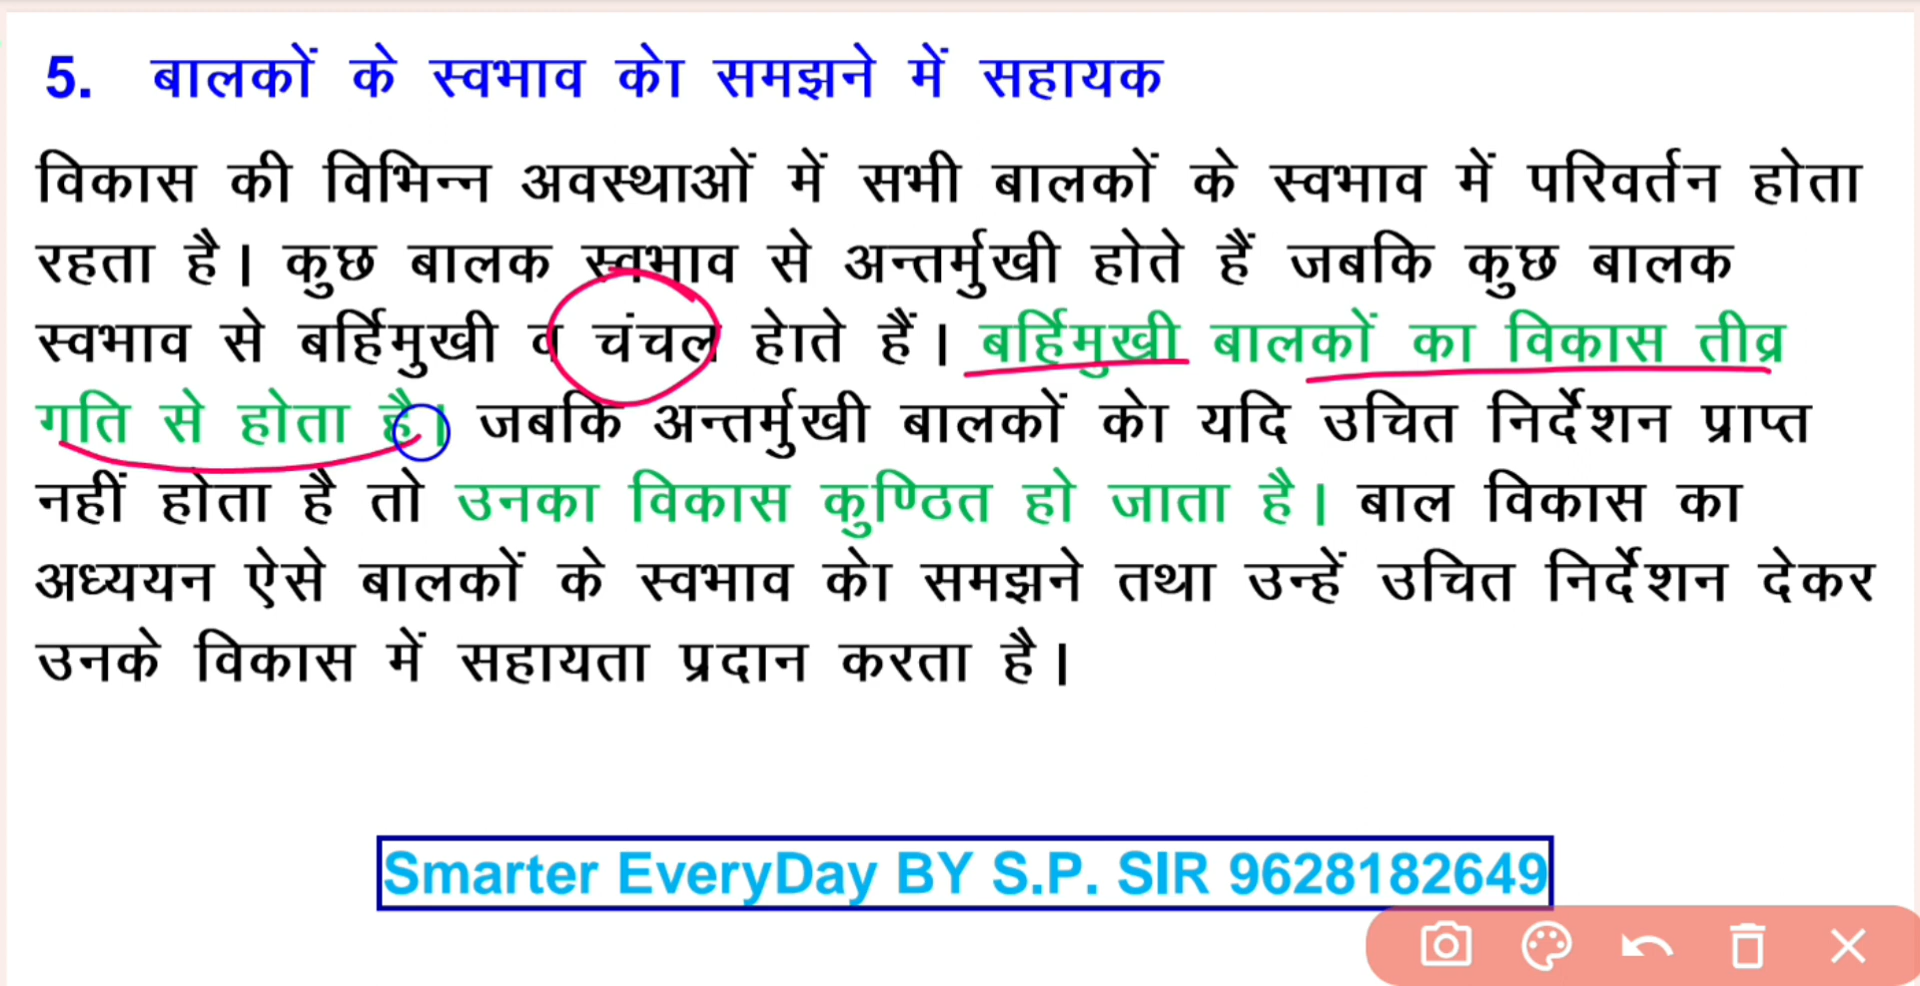 5. बालकों के स्वभाव केा समझने में सहायक
विकास की विभिन्न अवस्थाओं में सभी बालकों के स्वभाव में परिवर्तन होता
रहता है। कुछ बालक स्वभाव से अन्तर्मुखी होते हैं जबकि कुछ बालक
स्वभाव से बर्हिमुखी व चंचल हेाते हैं। बर्हिमुखी बालकों का विकास तीव्र
गति से होता है। जबकि अन्तर्मुखी बालकों केा यदि उचित निर्देशन प्राप्त
नहीं होता है तो उनका विकास कुण्ठित हो जाता है। बाल विकास का
अध्ययन ऐसे बालकों के स्वभाव केा समझने तथा उन्हें उचित निर्देशन देकर
उनके विकास में सहायता प्रदान करता है।
Smarter EveryDay BY S.P. SIR 9628182649